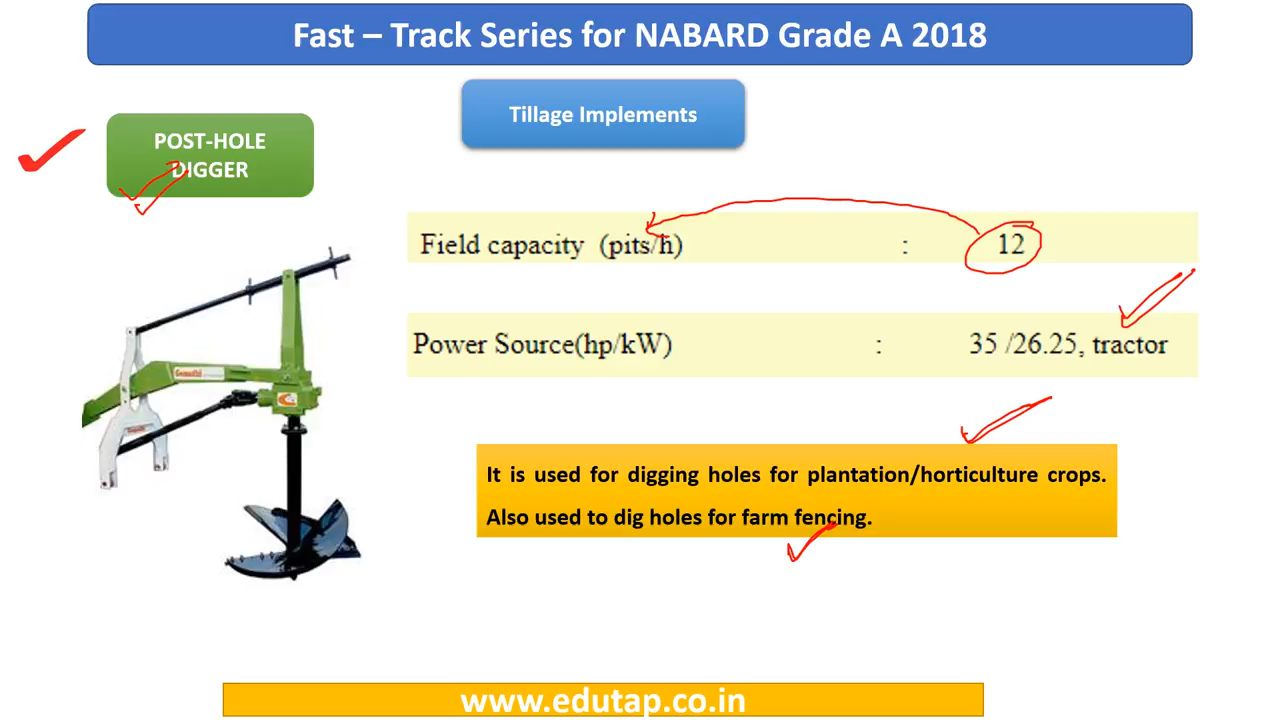 Fast – Track Series for NABARD Grade A 2018
Tillage Implements
POST-HOLE
DIGGER
Field capacity (pits/h) : 12
Power Source(hp/kW) : 35 /26.25, tractor
It is used for digging holes for plantation/horticulture crops.
Also used to dig holes for farm fencing.
www.edutap.co.in